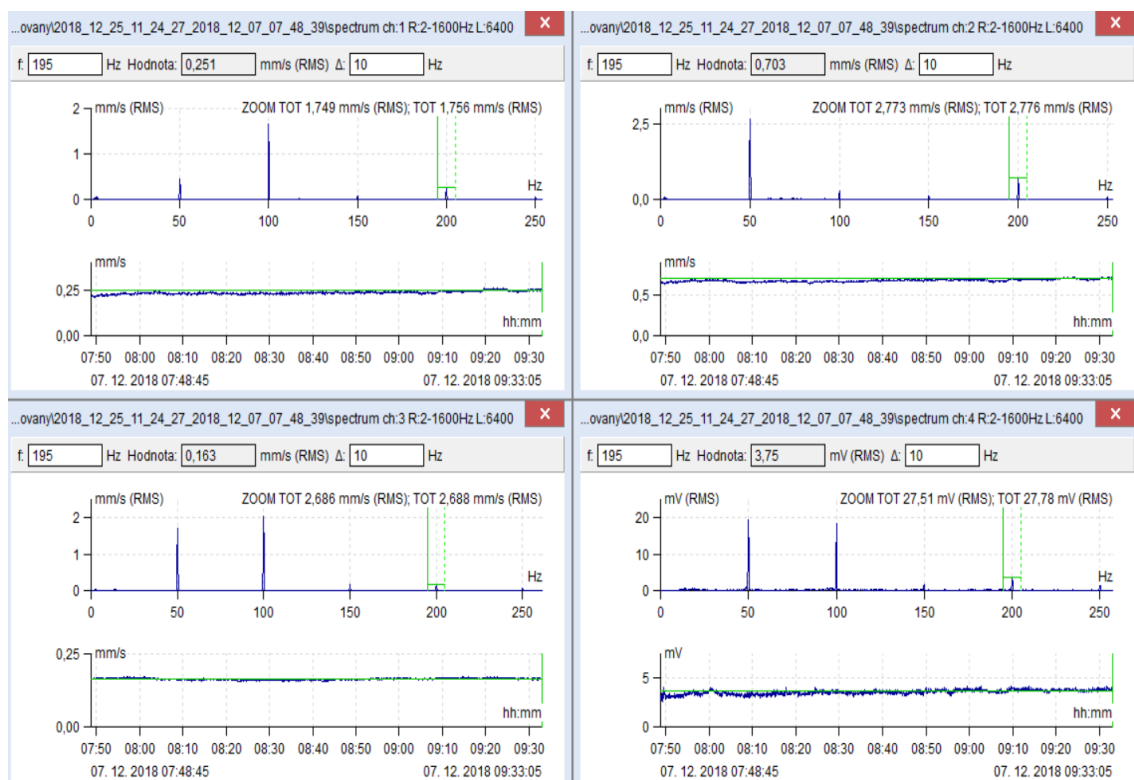 ...ovany\2018_12_25_11_24_27_2018_12_07_07_48_39\spectrum ch:1 R:2-1600Hz L:6400 X
f: 195 Hz Hodnota: 0,251 mm/s (RMS) Δ: 10 Hz
mm/s (RMS) ZOOM TOT 1,749 mm/s (RMS); TOT 1,756 mm/s (RMS)
2
1
0
Hz
0 50 100 150 200 250
mm/s
0,25
0,00
hh:mm
07:50 08:00 08:10 08:20 08:30 08:40 08:50 09:00 09:10 09:20 09:30
07. 12. 2018 07:48:45 07. 12. 2018 09:33:05
...ovany\2018_12_25_11_24_27_2018_12_07_07_48_39\spectrum ch:2 R:2-1600Hz L:6400 X
f: 195 Hz Hodnota: 0,703 mm/s (RMS) Δ: 10 Hz
mm/s (RMS) ZOOM TOT 2,773 mm/s (RMS); TOT 2,776 mm/s (RMS)
2,5
0,0
Hz
0 50 100 150 200 250
mm/s
0,5
0,0
hh:mm
07:50 08:00 08:10 08:20 08:30 08:40 08:50 09:00 09:10 09:20 09:30
07. 12. 2018 07:48:45 07. 12. 2018 09:33:05
...ovany\2018_12_25_11_24_27_2018_12_07_07_48_39\spectrum ch:3 R:2-1600Hz L:6400 X
f: 195 Hz Hodnota: 0,163 mm/s (RMS) Δ: 10 Hz
mm/s (RMS) ZOOM TOT 2,686 mm/s (RMS); TOT 2,688 mm/s (RMS)
2
1
0
Hz
0 50 100 150 200 250
mm/s
0,25
0,00
hh:mm
07:50 08:00 08:10 08:20 08:30 08:40 08:50 09:00 09:10 09:20 09:30
07. 12. 2018 07:48:45 07. 12. 2018 09:33:05
...ovany\2018_12_25_11_24_27_2018_12_07_07_48_39\spectrum ch:4 R:2-1600Hz L:6400 X
f: 195 Hz Hodnota: 3,75 mV (RMS) Δ: 10 Hz
mV (RMS) ZOOM TOT 27,51 mV (RMS); TOT 27,78 mV (RMS)
20
10
0
Hz
0 50 100 150 200 250
mV
5
0
hh:mm
07:50 08:00 08:10 08:20 08:30 08:40 08:50 09:00 09:10 09:20 09:30
07. 12. 2018 07:48:45 07. 12. 2018 09:33:05